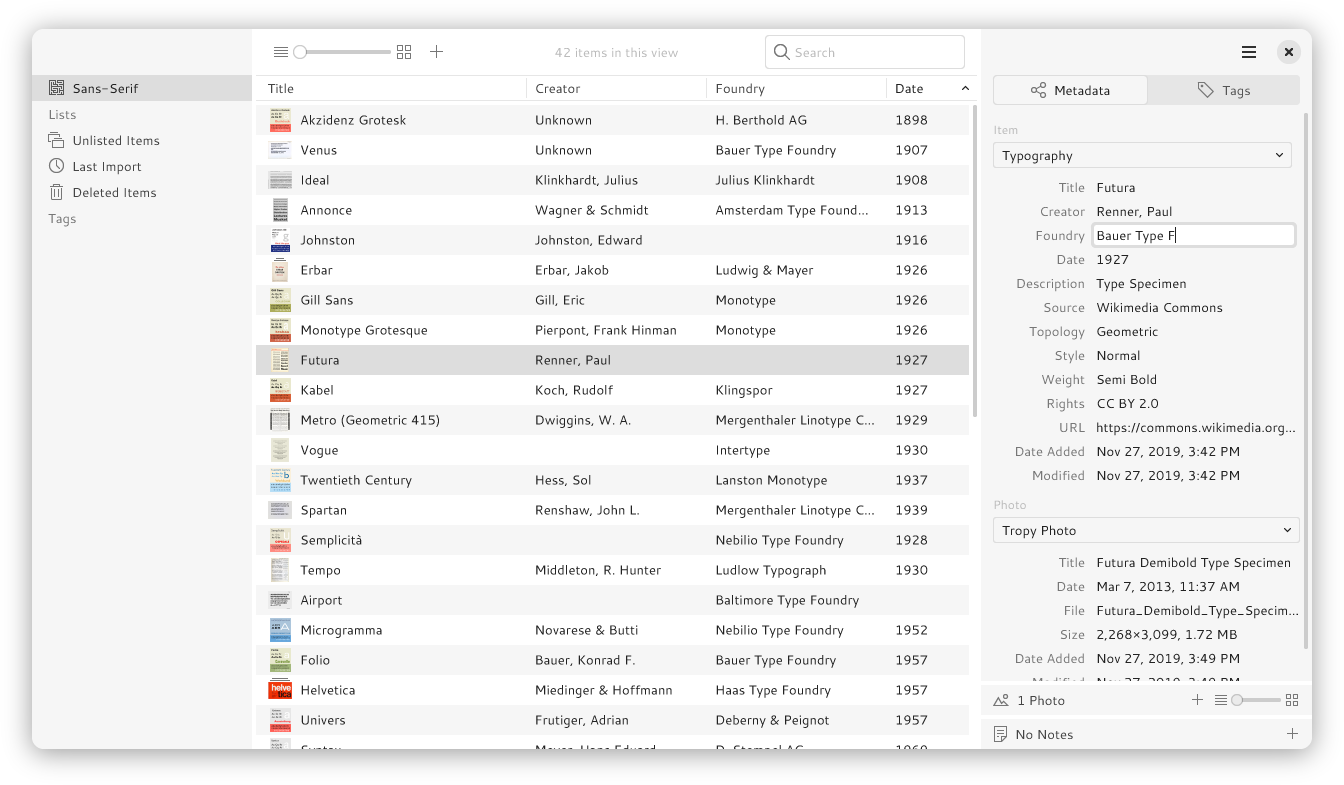 42 items in this view
Search
Sans-Serif
Lists
Unlisted Items
Last Import
Deleted Items
Tags
Title Creator Foundry Date
Akzidenz Grotesk Unknown H. Berthold AG 1898
Venus Unknown Bauer Type Foundry 1907
Ideal Klinkhardt, Julius Julius Klinkhardt 1908
Annonce Wagner & Schmidt Amsterdam Type Found... 1913
Johnston Johnston, Edward 1916
Erbar Erbar, Jakob Ludwig & Mayer 1926
Gill Sans Gill, Eric Monotype 1926
Monotype Grotesque Pierpont, Frank Hinman Monotype 1926
Futura Renner, Paul 1927
Kabel Koch, Rudolf Klingspor 1927
Metro (Geometric 415) Dwiggins, W. A. Mergenthaler Linotype C... 1929
Vogue Intertype 1930
Twentieth Century Hess, Sol Lanston Monotype 1937
Spartan Renshaw, John L. Mergenthaler Linotype C... 1939
Semplicità Nebilio Type Foundry 1928
Tempo Middleton, R. Hunter Ludlow Typograph 1930
Airport Baltimore Type Foundry
Microgramma Novarese & Butti Nebilio Type Foundry 1952
Folio Bauer, Konrad F. Bauer Type Foundry 1957
Helvetica Miedinger & Hoffmann Haas Type Foundry 1957
Univers Frutiger, Adrian Deberny & Peignot 1957
Metadata Tags
Item
Typography
Title Futura
Creator Renner, Paul
Foundry Bauer Type F
Date 1927
Description Type Specimen
Source Wikimedia Commons
Topology Geometric
Style Normal
Weight Semi Bold
Rights CC BY 2.0
URL https://commons.wikimedia.org...
Date Added Nov 27, 2019, 3:42 PM
Modified Nov 27, 2019, 3:42 PM
Photo
Tropy Photo
Title Futura Demibold Type Specimen
Date Mar 7, 2013, 11:37 AM
File Futura_Demibold_Type_Specim...
Size 2,268×3,099, 1.72 MB
Date Added Nov 27, 2019, 3:49 PM
1 Photo
No Notes